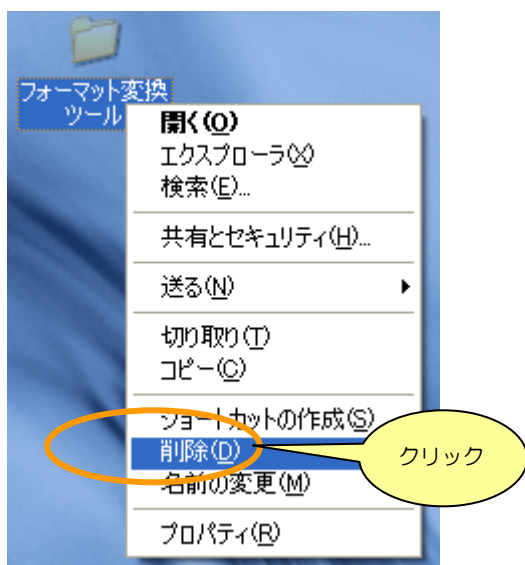 フォーマット変換
ツール
開く(O)
エクスプローラ(X)
検索(E)...
共有とセキュリティ(H)...
送る(N)
切り取り(T)
コピー(C)
ショートカットの作成(S)
削除(D)
クリック
名前の変更(M)
プロパティ(R)